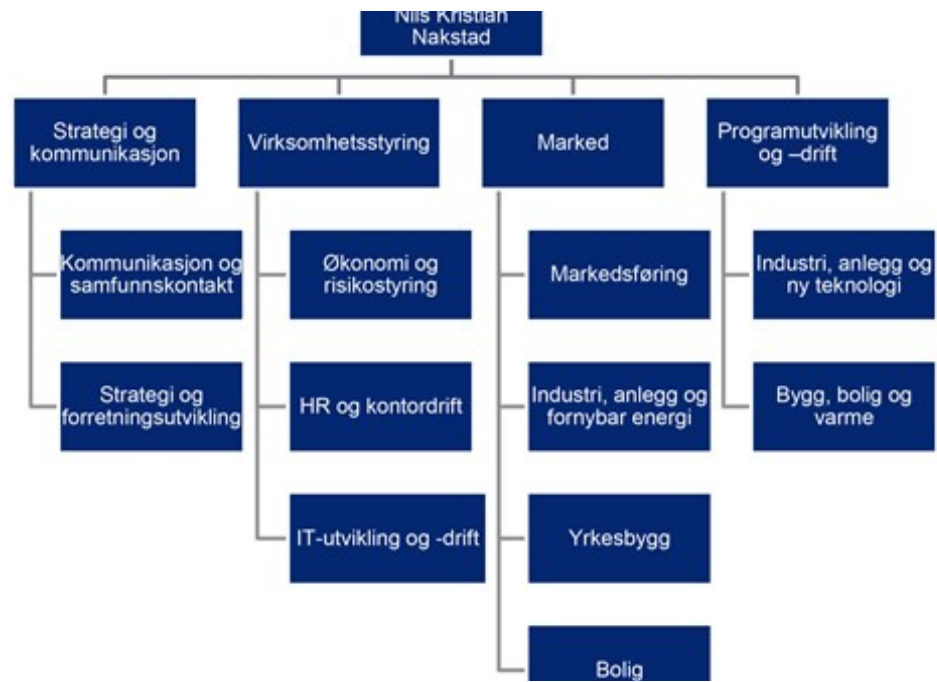 Nils Kristian
Nakstad
Strategi og
kommunikasjon
Virksomhetsstyring
Marked
Programutvikling
og –drift
Kommunikasjon og
samfunnskontakt
Økonomi og
risikostyring
Markedsføring
Industri, anlegg og
ny teknologi
Strategi og
forretningsutvikling
HR og kontordrift
Industri, anlegg og
fornybar energi
Bygg, bolig og
varme
IT-utvikling og -drift
Yrkesbygg
Bolig